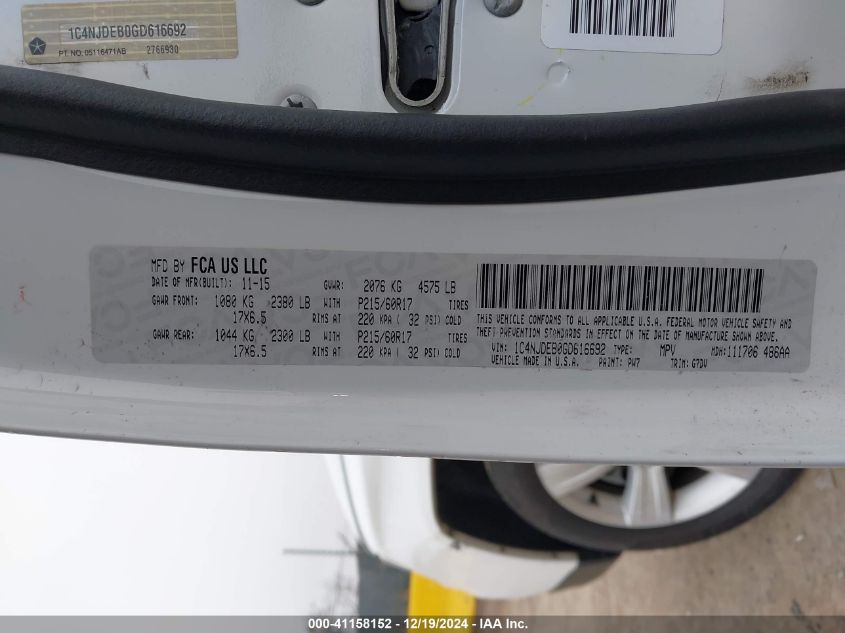 1C4NJDEB0GD616692
PT. NO. 05116471AB 2766930
MFD BY FCA US LLC
DATE OF MFR(BUILT): 11-15 GVWR: 2076 KG 4575 LB
GAWR FRONT: 1080 KG 2380 LB WITH P215/60R17 TIRES
17X6.5 RIMS AT 220 KPA ( 32 PSI) COLD
GAWR REAR: 1044 KG 2300 LB WITH P215/60R17 TIRES
17X6.5 RIMS AT 220 KPA ( 32 PSI) COLD
THIS VEHICLE CONFORMS TO ALL APPLICABLE U.S.A. FEDERAL MOTOR VEHICLE SAFETY AND
THEFT PREVENTION STANDARDS IN EFFECT ON THE DATE OF MANUFACTURE SHOWN ABOVE.
VIN: 1C4NJDEB0GD616692 TYPE: MPV MDH: 111706 486AA
VEHICLE MADE IN U.S.A. PAINT: PW7 TRIM: G7DV
000-41158152 - 12/19/2024 - IAA Inc.